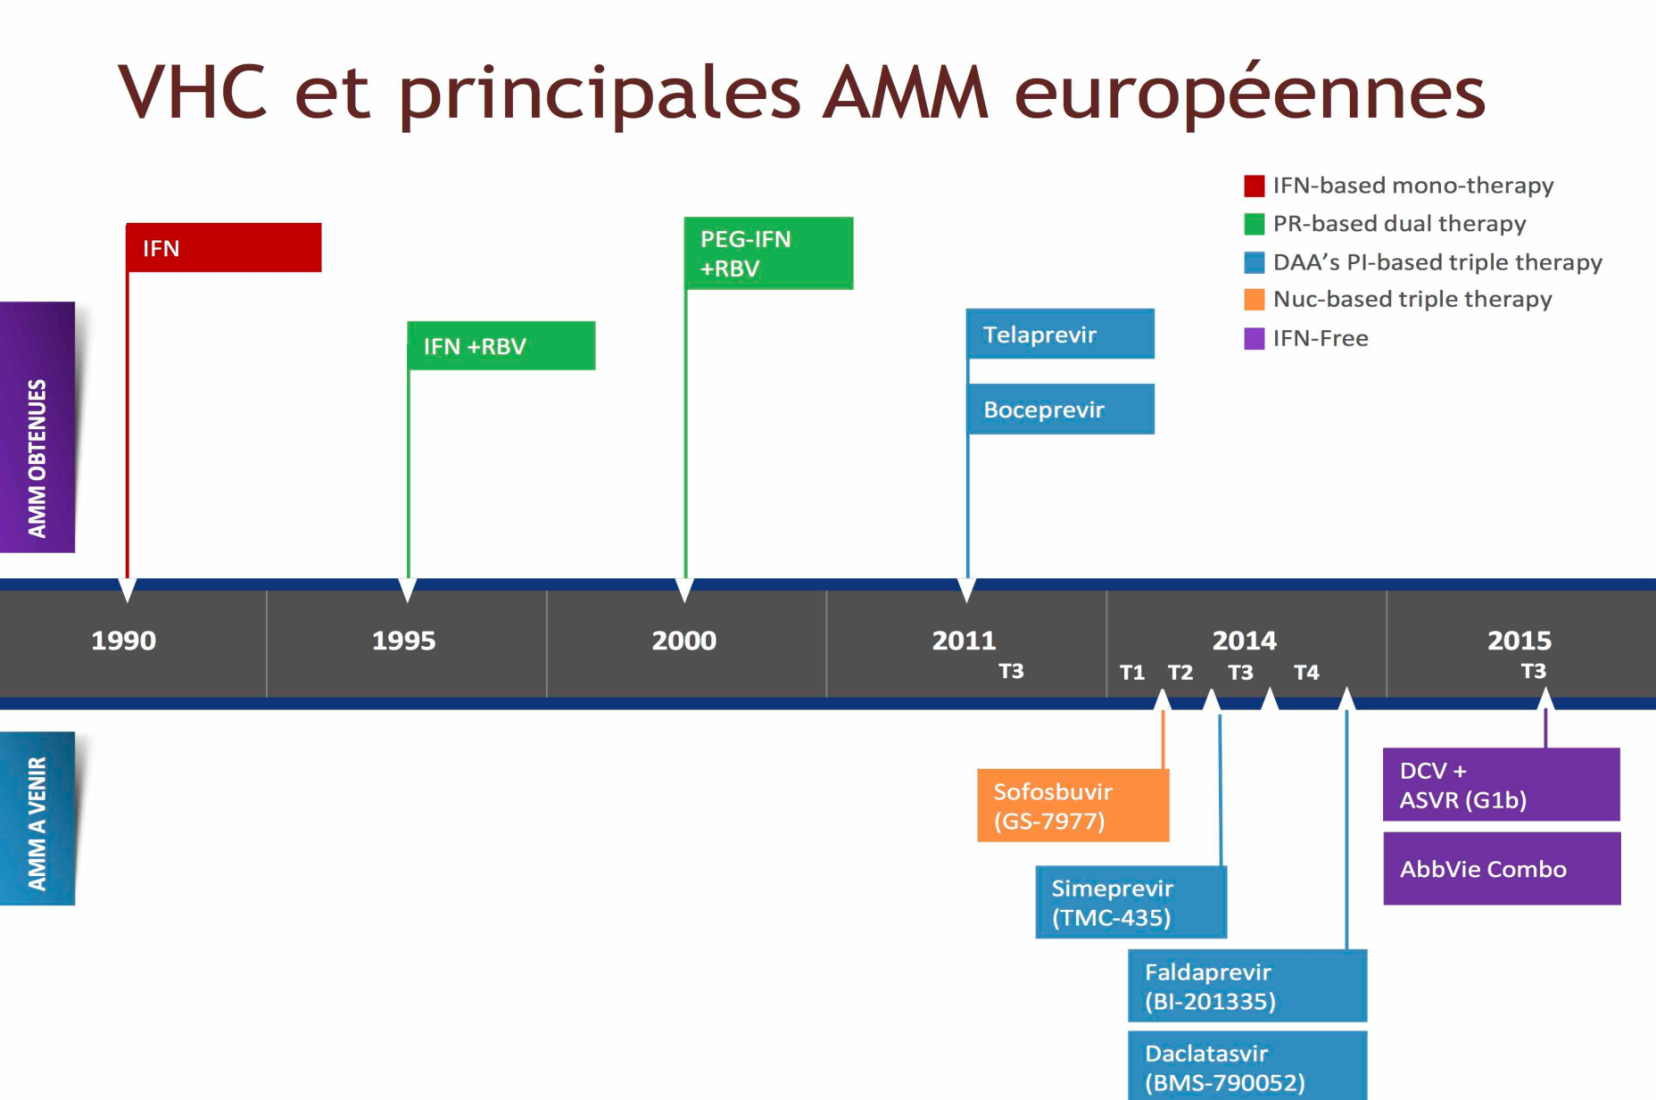 VHC et principales AMM européennes
IFN-based mono-therapy
PR-based dual therapy
DAA's PI-based triple therapy
Nuc-based triple therapy
IFN-Free
IFN
IFN +RBV
PEG-IFN
+RBV
Telaprevir
Boceprevir
AMM OBTENUES
1990
1995
2000
2011
T3
2014
T1
T2
T3
T4
2015
T3
AMM A VENIR
Sofosbuvir
(GS-7977)
Simeprevir
(TMC-435)
Faldaprevir
(BI-201335)
Daclatasvir
(BMS-790052)
DCV +
ASVR (G1b)
AbbVie Combo